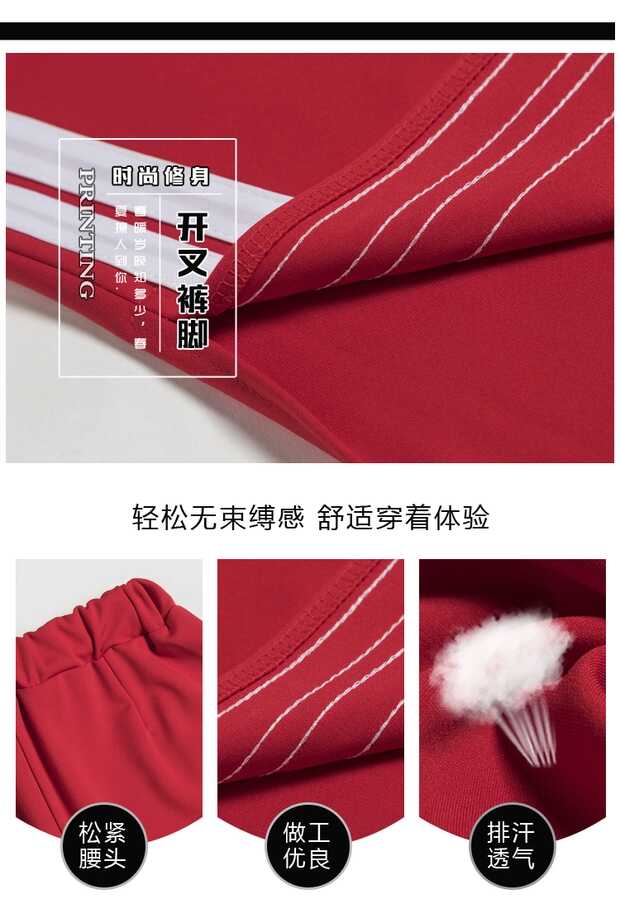 时尚修身
PRINTING
开叉裤脚
春暖岁晚知多少，春
夏撩人到你.
轻松无束缚感 舒适穿着体验
松紧
腰头
做工
优良
排汗
透气